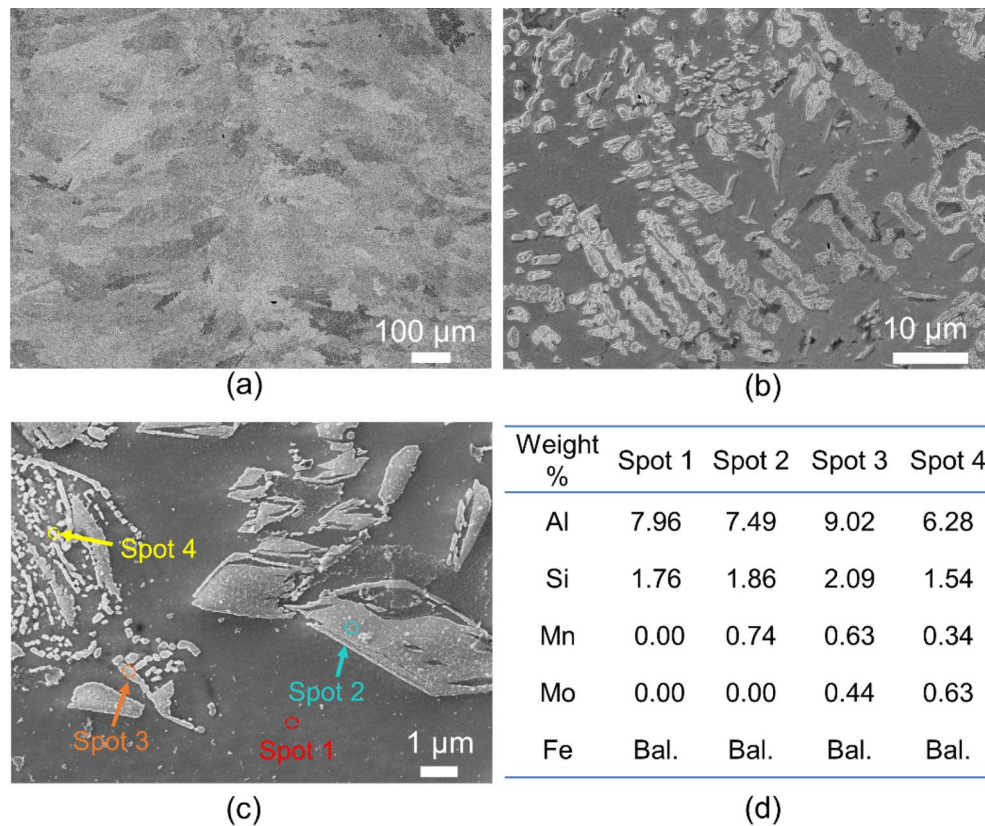 100 μm
(a)
10 μm
(b)
Spot 4
Spot 2
Spot 3
Spot 1
1 μm
(c)
Weight % Spot 1 Spot 2 Spot 3 Spot 4
Al 7.96 7.49 9.02 6.28
Si 1.76 1.86 2.09 1.54
Mn 0.00 0.74 0.63 0.34
Mo 0.00 0.00 0.44 0.63
Fe Bal. Bal. Bal. Bal.
(d)